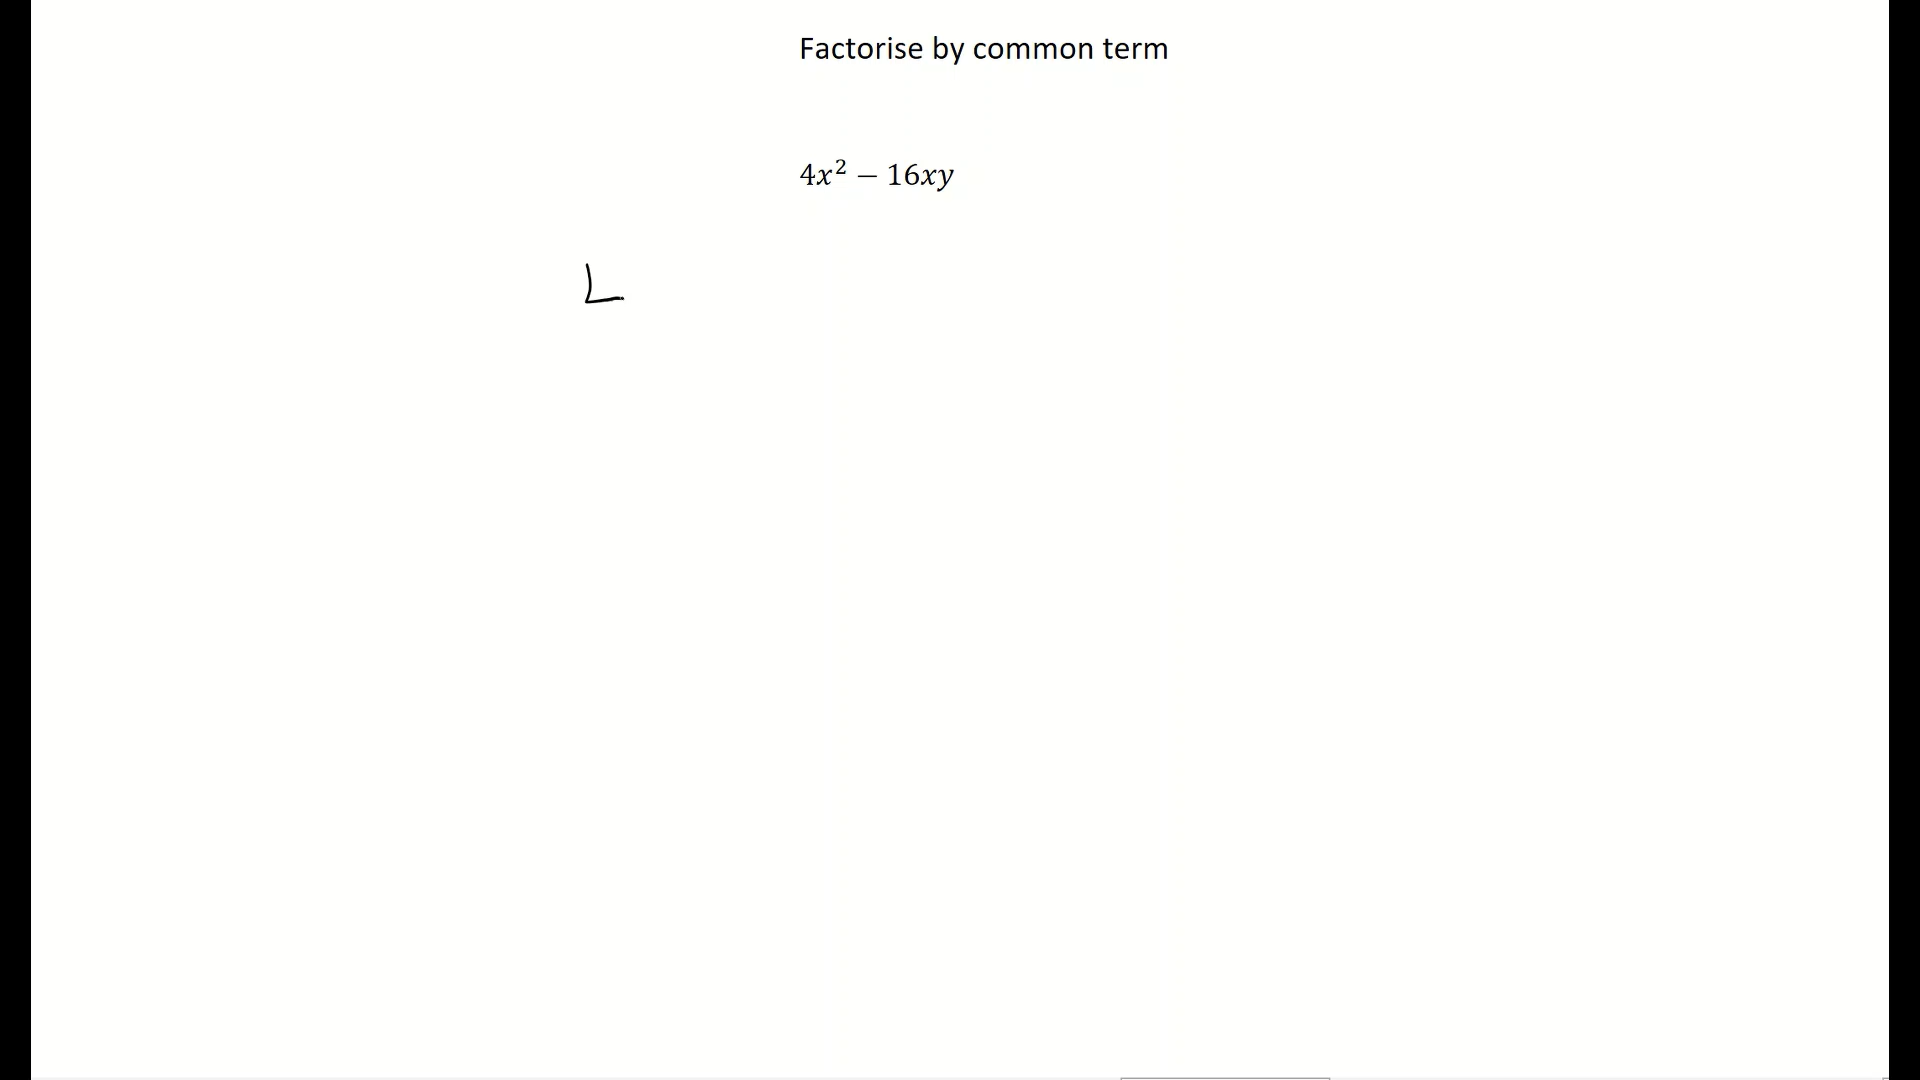 Factorise by common term
4x² − 16xy
L